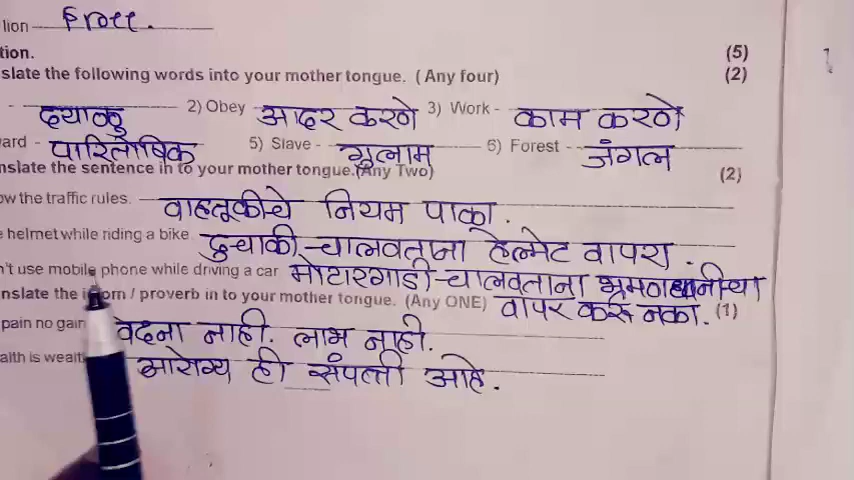 lion Free.
tion. (5)
slate the following words into your mother tongue. ( Any four) (2)
- दयाळू 2) Obey आदर करणे 3) Work - काम करणे
ard - पारितोषिक 5) Slave - गुलाम 6) Forest - जंगल
nslate the sentence in to your mother tongue.(Any Two) (2)
ow the traffic rules. वाहतूकीचे नियम पाळा.
e helmet while riding a bike. दुचाकी चालवताना हेल्मेट वापरा.
n't use mobile phone while driving a car मोटारगाडी चालवताना
nslate the / proverb in to your mother tongue. (Any ONE) वापर करू नका. (1)
pain no gain वेदना नाही. लाभ नाही.
alth is wealt आरोग्य ही संपत्ती आहे.